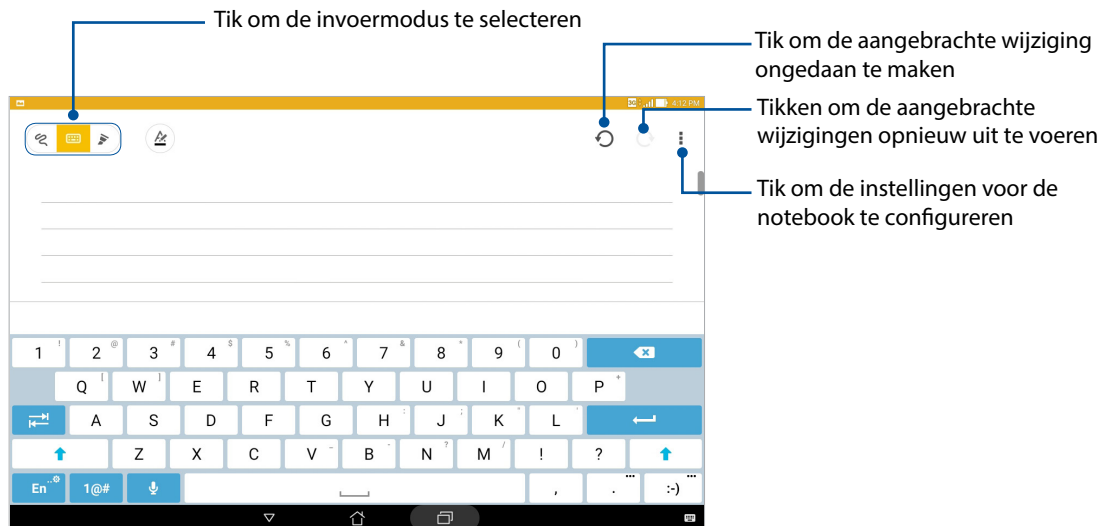 Tik om de invoermodus te selecteren
Tik om de aangebrachte wijziging
ongedaan te maken
Tikken om de aangebrachte
wijzigingen opnieuw uit te voeren
Tik om de instellingen voor de
notebook te configureren
3G 4:12 PM
1 ! 2 @ 3 # 4 $ 5 % 6 ^ 7 & 8 * 9 ( 0 )
Q [ W ] E R T Y U I O P +
A S D F G H : J ; K " L '
Z X C V _ B - N ? M / ! ?
En 1@# , . :-)